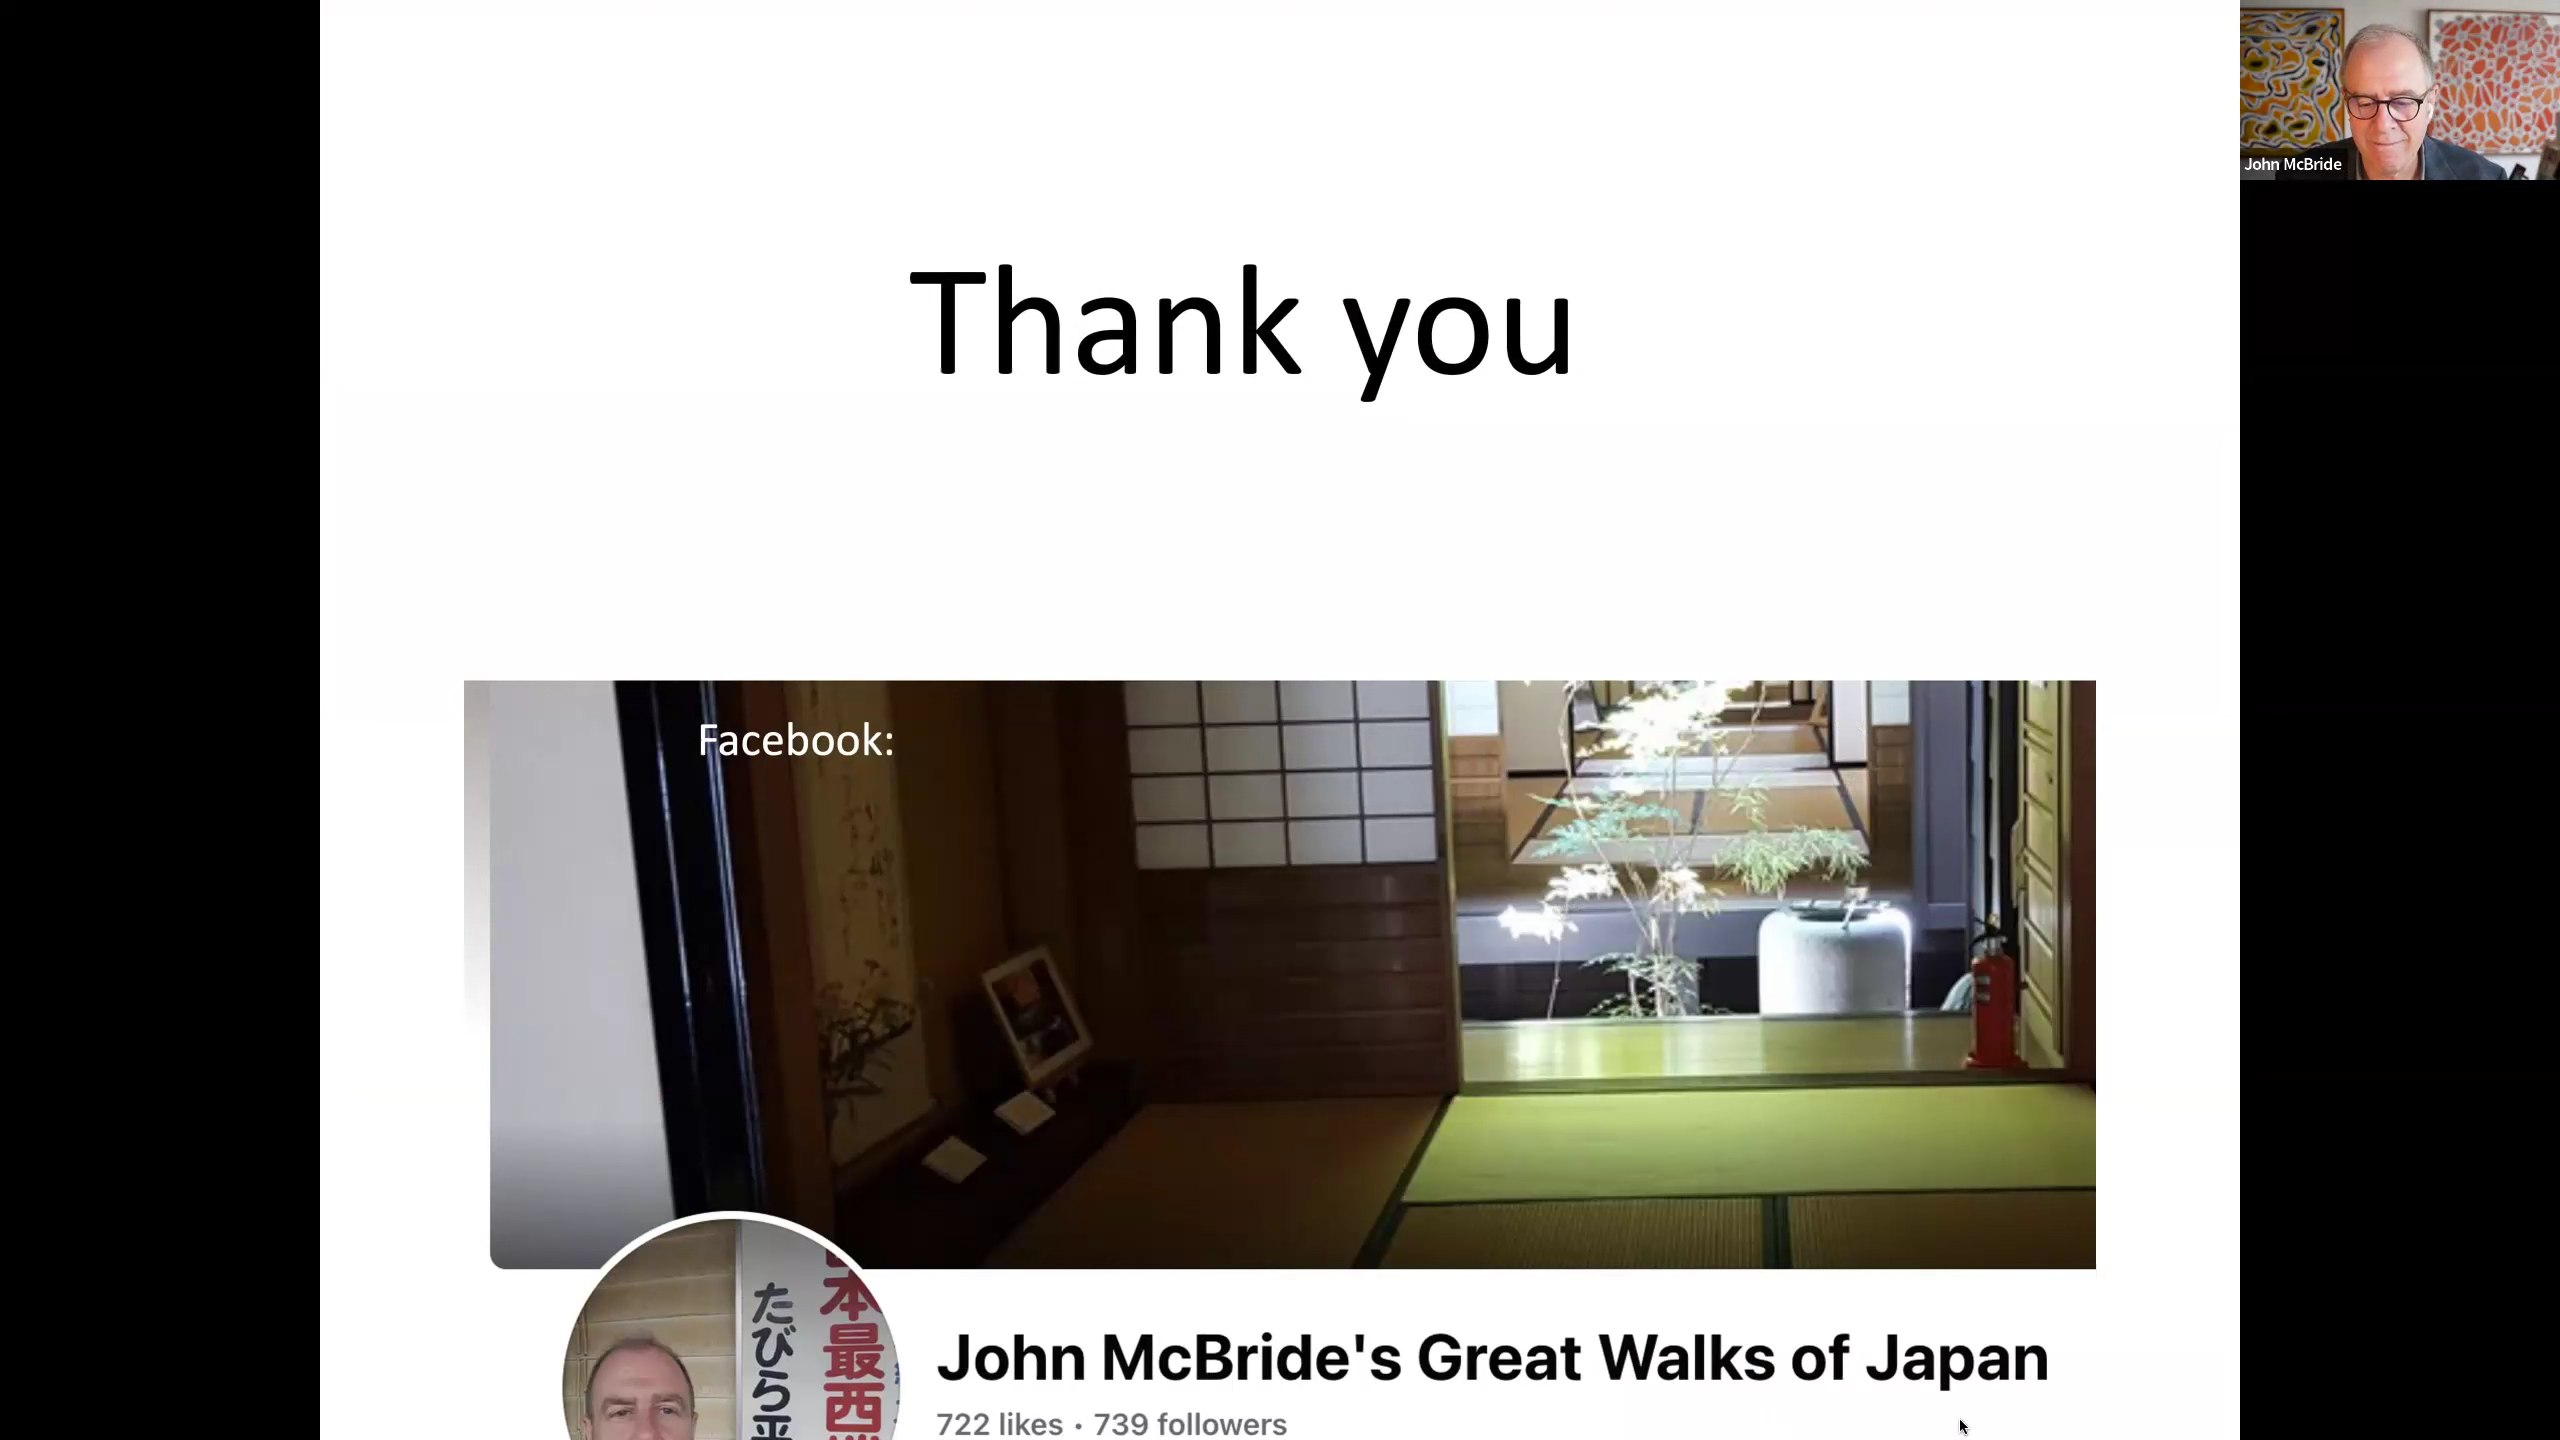 Thank you
John McBride
Facebook:
本最西
たびら平
John McBride's Great Walks of Japan
722 likes · 739 followers